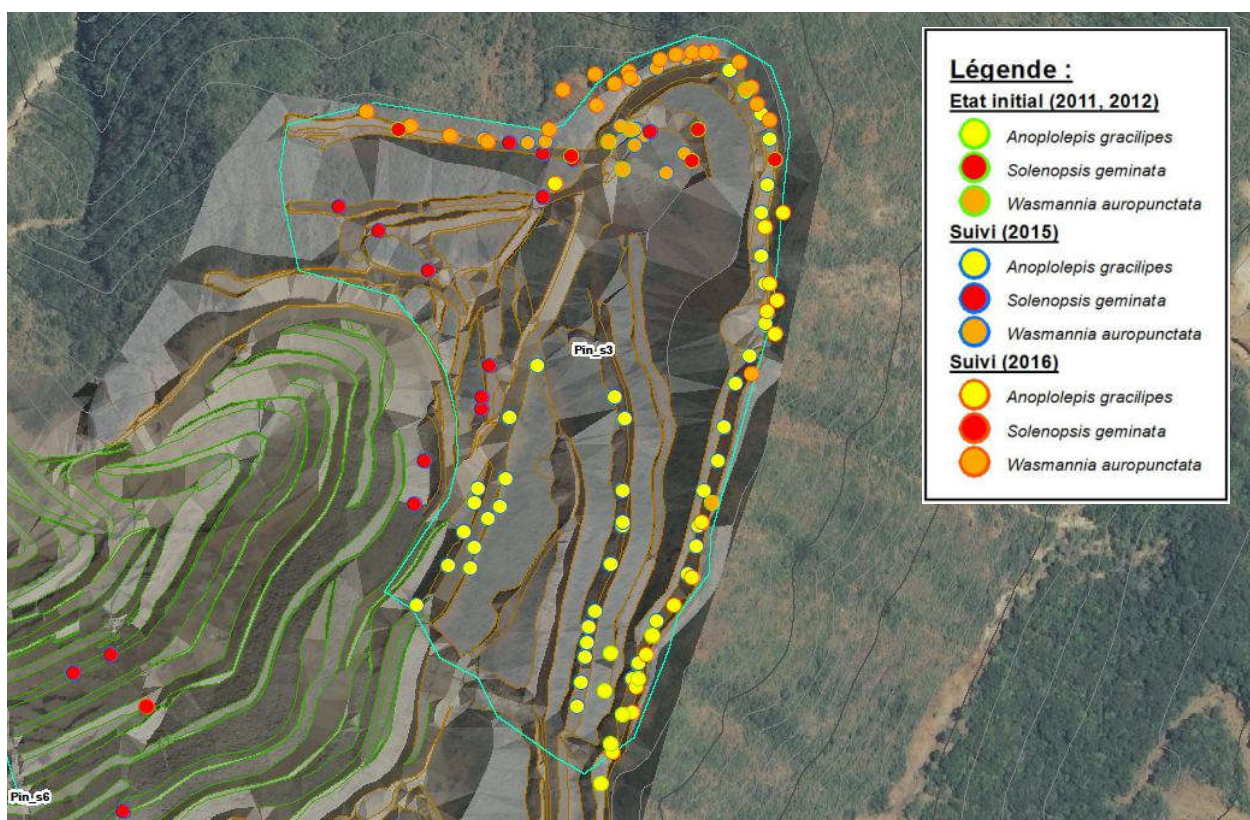 Légende :
Etat initial (2011, 2012)
Anoplolepis gracilipes
Solenopsis geminata
Wasmannia auropunctata
Suivi (2015)
Anoplolepis gracilipes
Solenopsis geminata
Wasmannia auropunctata
Suivi (2016)
Anoplolepis gracilipes
Solenopsis geminata
Wasmannia auropunctata
Pin_s3
Pin_s6